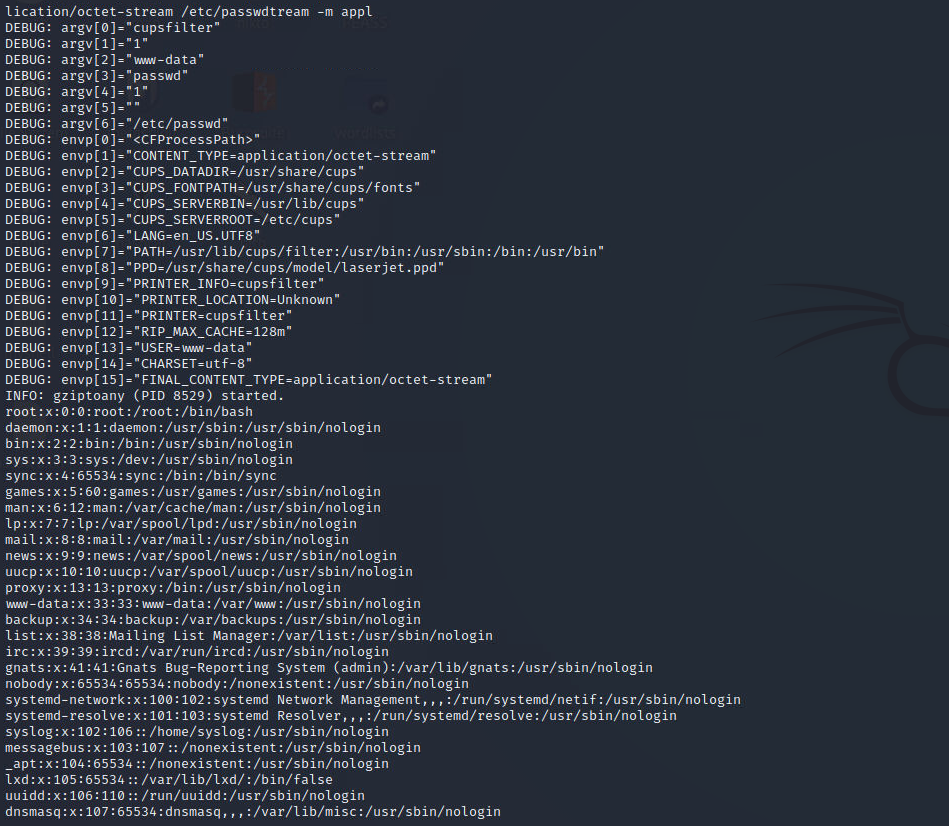 lication/octet-stream /etc/passwdtream -m appl
DEBUG: argv[0]="cupsfilter"
DEBUG: argv[1]="1"
DEBUG: argv[2]="www-data"
DEBUG: argv[3]="passwd"
DEBUG: argv[4]="1"
DEBUG: argv[5]=""
DEBUG: argv[6]="/etc/passwd"
DEBUG: envp[0]="<CFProcessPath>"
DEBUG: envp[1]="CONTENT_TYPE=application/octet-stream"
DEBUG: envp[2]="CUPS_DATADIR=/usr/share/cups"
DEBUG: envp[3]="CUPS_FONTPATH=/usr/share/cups/fonts"
DEBUG: envp[4]="CUPS_SERVERBIN=/usr/lib/cups"
DEBUG: envp[5]="CUPS_SERVERROOT=/etc/cups"
DEBUG: envp[6]="LANG=en_US.UTF8"
DEBUG: envp[7]="PATH=/usr/lib/cups/filter:/usr/bin:/usr/sbin:/bin:/usr/bin"
DEBUG: envp[8]="PPD=/usr/share/cups/model/laserjet.ppd"
DEBUG: envp[9]="PRINTER_INFO=cupsfilter"
DEBUG: envp[10]="PRINTER_LOCATION=Unknown"
DEBUG: envp[11]="PRINTER=cupsfilter"
DEBUG: envp[12]="RIP_MAX_CACHE=128m"
DEBUG: envp[13]="USER=www-data"
DEBUG: envp[14]="CHARSET=utf-8"
DEBUG: envp[15]="FINAL_CONTENT_TYPE=application/octet-stream"
INFO: gziptoany (PID 8529) started.
root:x:0:0:root:/root:/bin/bash
daemon:x:1:1:daemon:/usr/sbin:/usr/sbin/nologin
bin:x:2:2:bin:/bin:/usr/sbin/nologin
sys:x:3:3:sys:/dev:/usr/sbin/nologin
sync:x:4:65534:sync:/bin:/bin/sync
games:x:5:60:games:/usr/games:/usr/sbin/nologin
man:x:6:12:man:/var/cache/man:/usr/sbin/nologin
lp:x:7:7:lp:/var/spool/lpd:/usr/sbin/nologin
mail:x:8:8:mail:/var/mail:/usr/sbin/nologin
news:x:9:9:news:/var/spool/news:/usr/sbin/nologin
uucp:x:10:10:uucp:/var/spool/uucp:/usr/sbin/nologin
proxy:x:13:13:proxy:/bin:/usr/sbin/nologin
www-data:x:33:33:www-data:/var/www:/usr/sbin/nologin
backup:x:34:34:backup:/var/backups:/usr/sbin/nologin
list:x:38:38:Mailing List Manager:/var/list:/usr/sbin/nologin
irc:x:39:39:ircd:/var/run/ircd:/usr/sbin/nologin
gnats:x:41:41:Gnats Bug-Reporting System (admin):/var/lib/gnats:/usr/sbin/nologin
nobody:x:65534:65534:nobody:/nonexistent:/usr/sbin/nologin
systemd-network:x:100:102:systemd Network Management,,,:/run/systemd/netif:/usr/sbin/nologin
systemd-resolve:x:101:103:systemd Resolver,,,:/run/systemd/resolve:/usr/sbin/nologin
syslog:x:102:106::/home/syslog:/usr/sbin/nologin
messagebus:x:103:107::/nonexistent:/usr/sbin/nologin
_apt:x:104:65534::/nonexistent:/usr/sbin/nologin
lxd:x:105:65534::/var/lib/lxd/:/bin/false
uuidd:x:106:110::/run/uuidd:/usr/sbin/nologin
dnsmasq:x:107:65534:dnsmasq,,,:/var/lib/misc:/usr/sbin/nologin